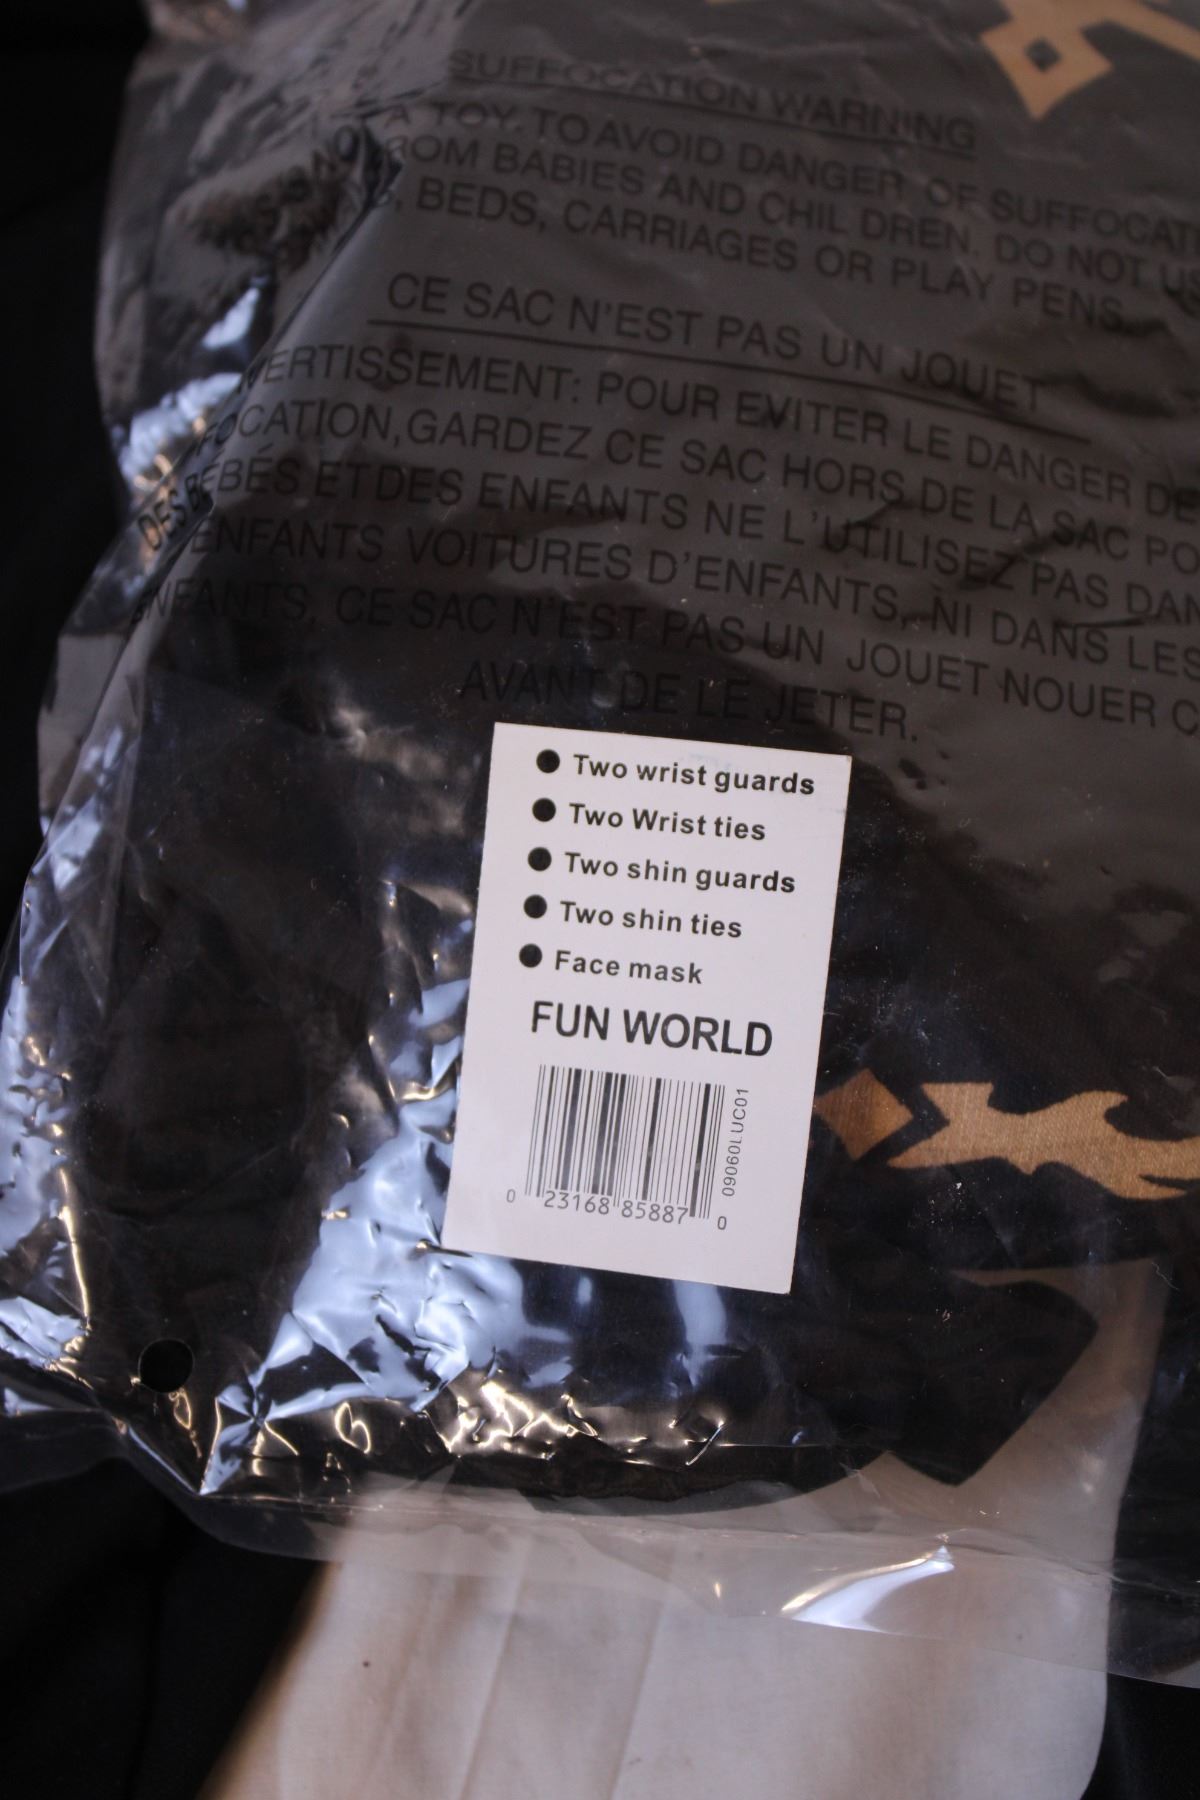 SUFFOCATION WARNING
A TOY. TO AVOID DANGER OF SUFFOCATI
FROM BABIES AND CHIL DREN. DO NOT US
BEDS, CARRIAGES OR PLAY PENS.
CE SAC N'EST PAS UN JOUET
VERTISSEMENT: POUR EVITER LE DANGER DE
FOCATION, GARDEZ CE SAC HORS DE LA SAC PO
DES BÉBÉS ET DES ENFANTS NE L'UTILISEZ PAS DAN
ENFANTS VOITURES D'ENFANTS, NI DANS LES
ENFANTS, CE SAC N'EST PAS UN JOUET NOUER C
AVANT DE LE JETER.
● Two wrist guards
● Two Wrist ties
● Two shin guards
● Two shin ties
● Face mask
FUN WORLD
09060LUC01
0 23168 85887 0